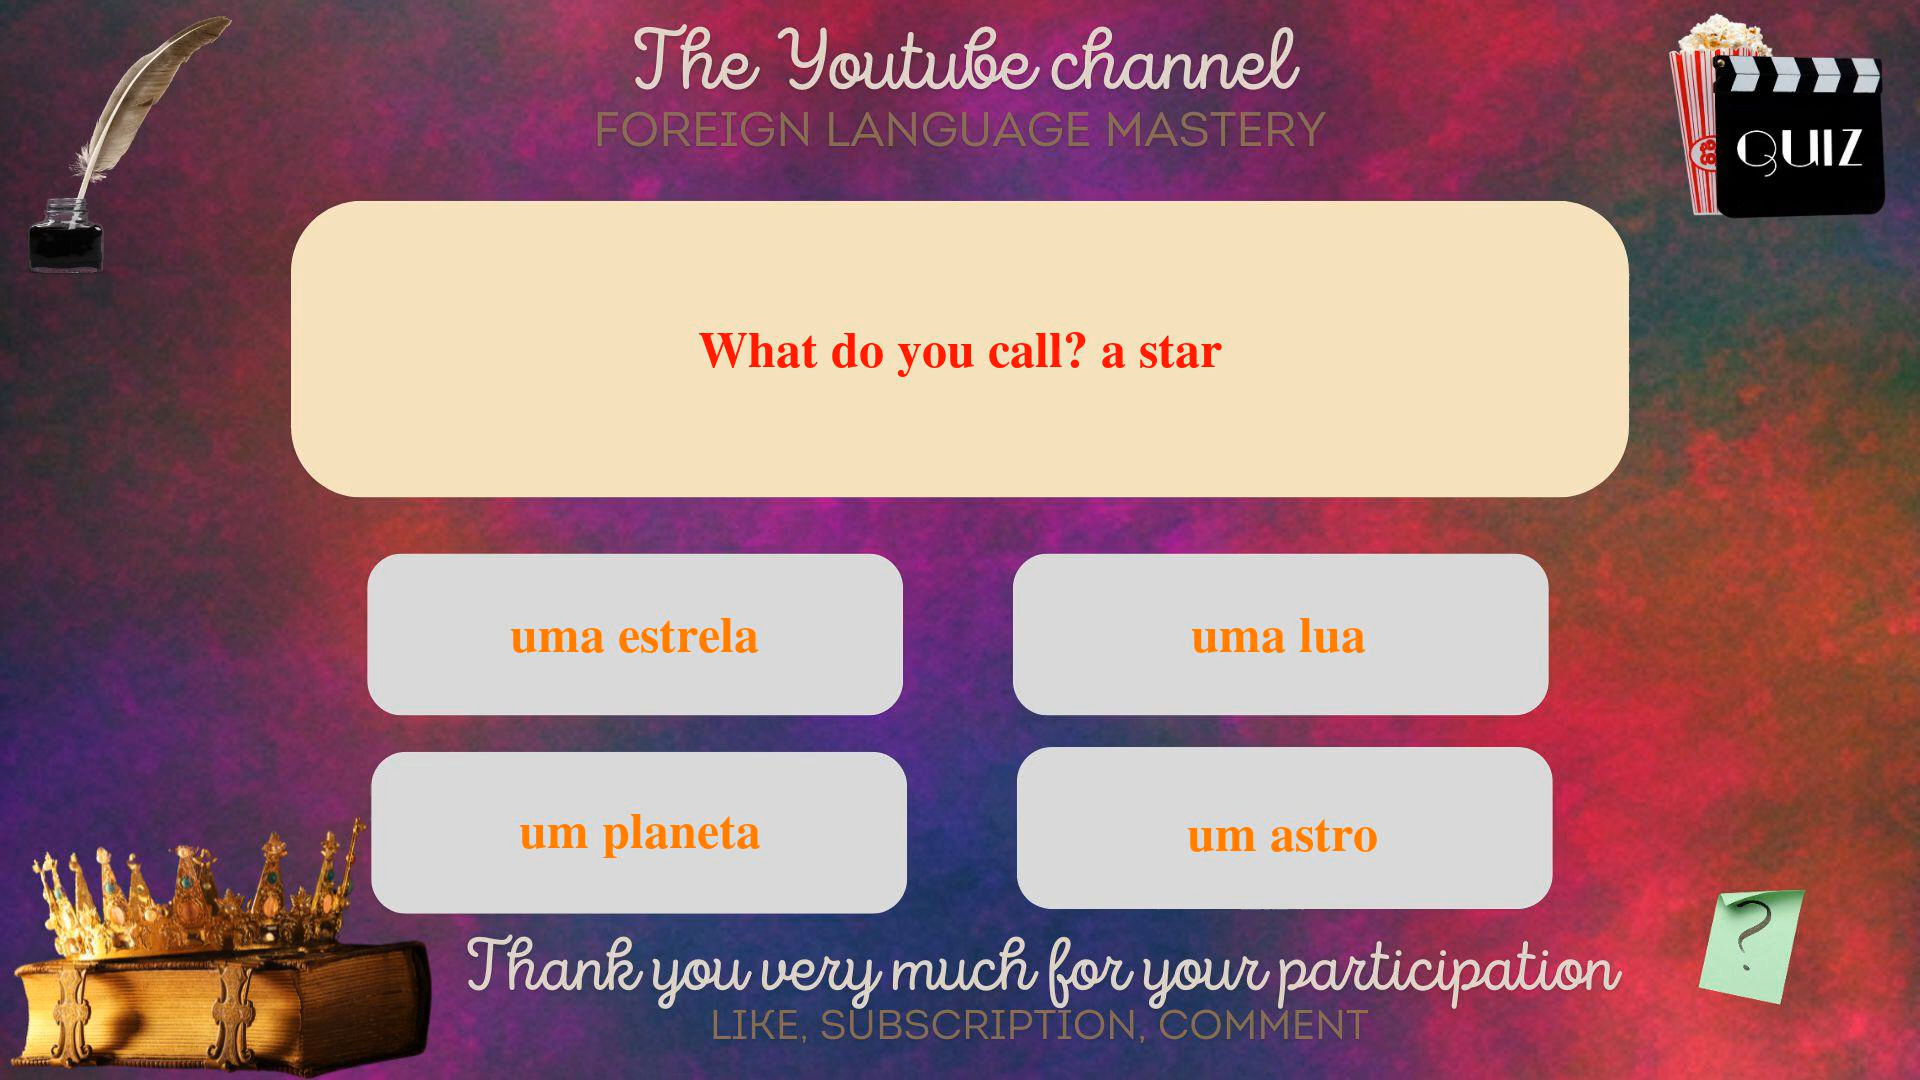 The Youtube channel
FOREIGN LANGUAGE MASTERY
QUIZ
What do you call? a star
uma estrela
uma lua
um planeta
um astro
?
Thank you very much for your participation
LIKE, SUBSCRIPTION, COMMENT